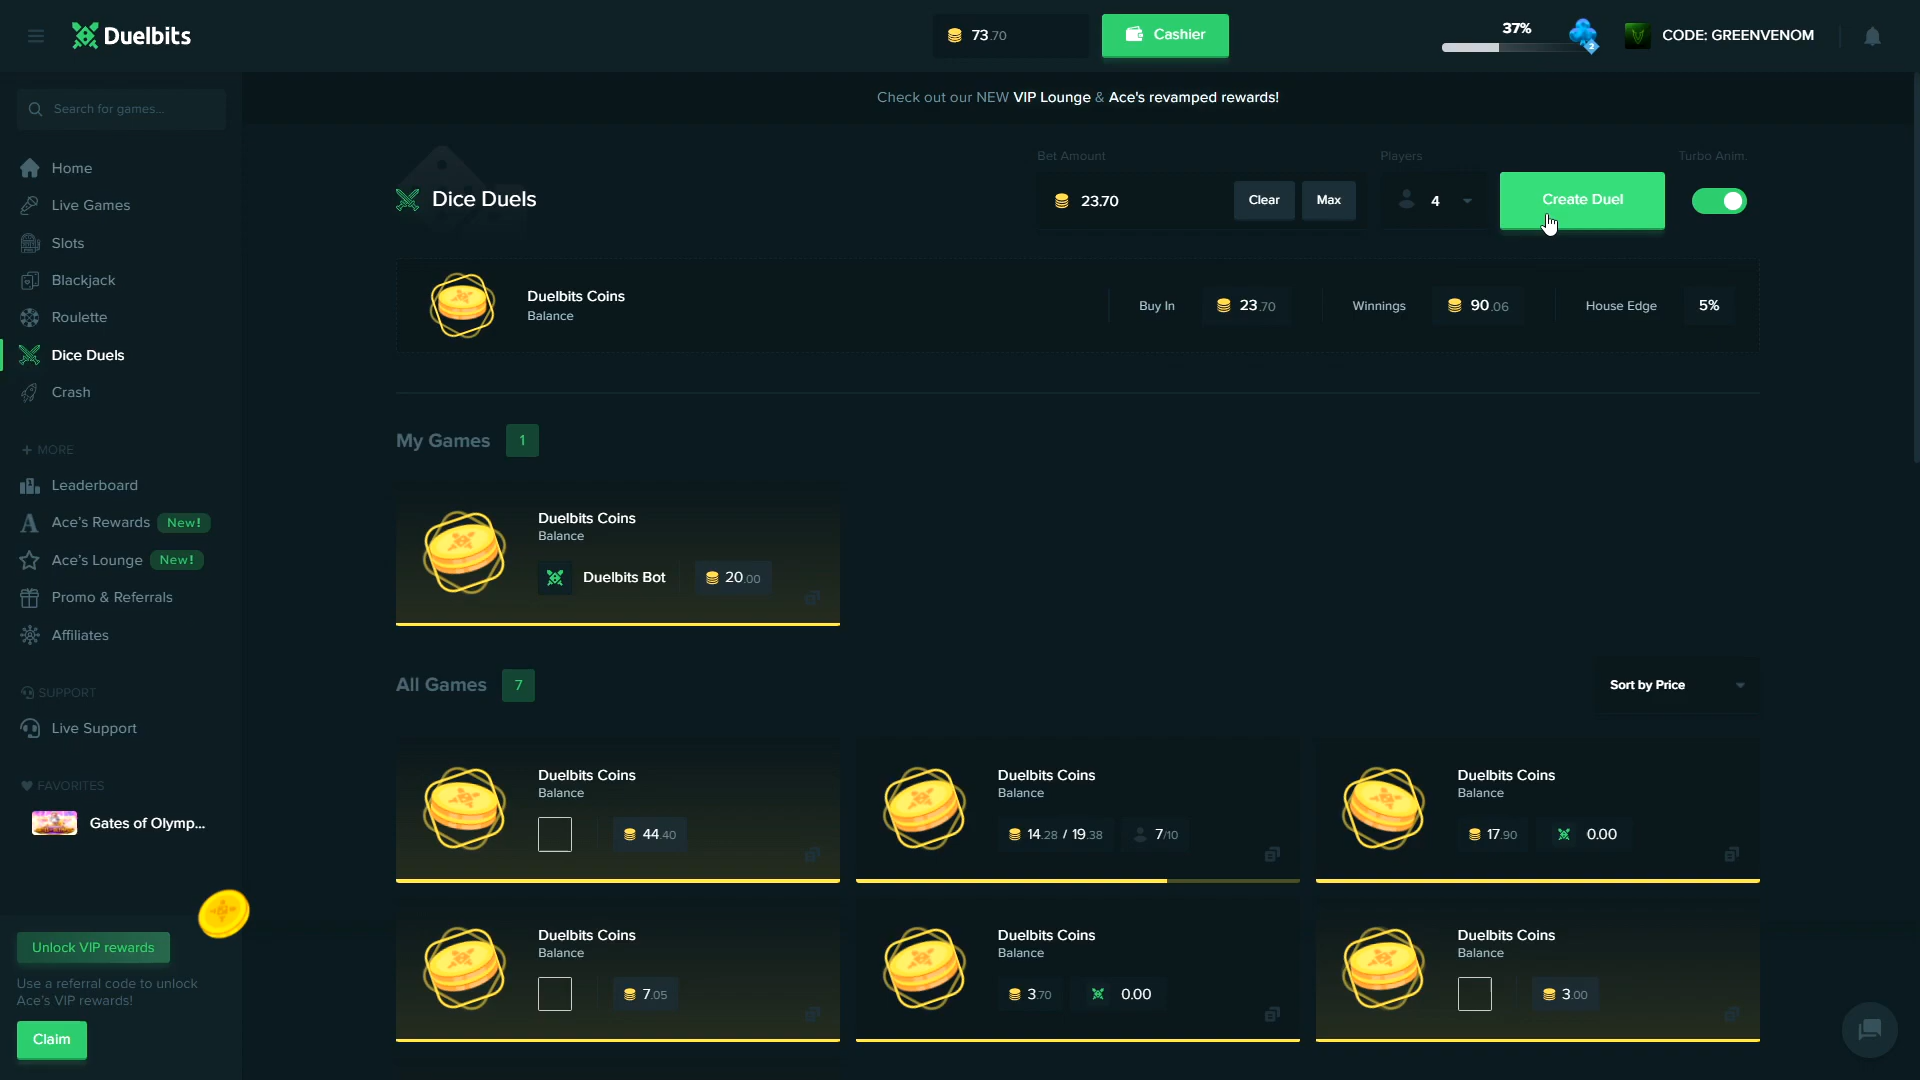 Duelbits
73.70
Cashier
37%
2
CODE: GREENVENOM
Search for games...
Check out our NEW VIP Lounge & Ace's revamped rewards!
Home
Live Games
Slots
Blackjack
Roulette
Dice Duels
Crash
+ MORE
Leaderboard
Ace's Rewards New!
Ace's Lounge New!
Promo & Referrals
Affiliates
SUPPORT
Live Support
FAVORITES
Gates of Olymp...
Unlock VIP rewards
Use a referral code to unlock
Ace's VIP rewards!
Claim
Dice Duels
Bet Amount
23.70
Clear
Max
Players
4
Create Duel
Turbo Anim.
Duelbits Coins
Balance
Buy In 23.70
Winnings 90.06
House Edge 5%
My Games 1
Duelbits Coins
Balance
Duelbits Bot 20.00
All Games 7
Sort by Price
Duelbits Coins
Balance
44.40
Duelbits Coins
Balance
14.28 / 19.38 7/10
Duelbits Coins
Balance
17.90 0.00
Duelbits Coins
Balance
7.05
Duelbits Coins
Balance
3.70 0.00
Duelbits Coins
Balance
3.00